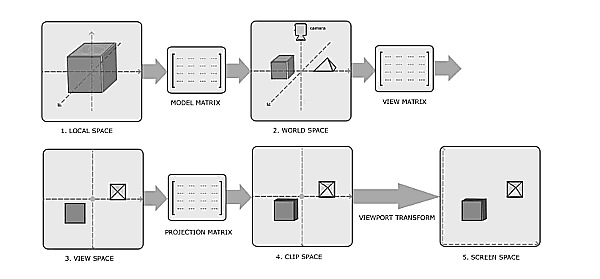 camera
MODEL MATRIX
VIEW MATRIX
1. LOCAL SPACE
2. WORLD SPACE
PROJECTION MATRIX
VIEWPORT TRANSFORM
3. VIEW SPACE
4. CLIP SPACE
5. SCREEN SPACE